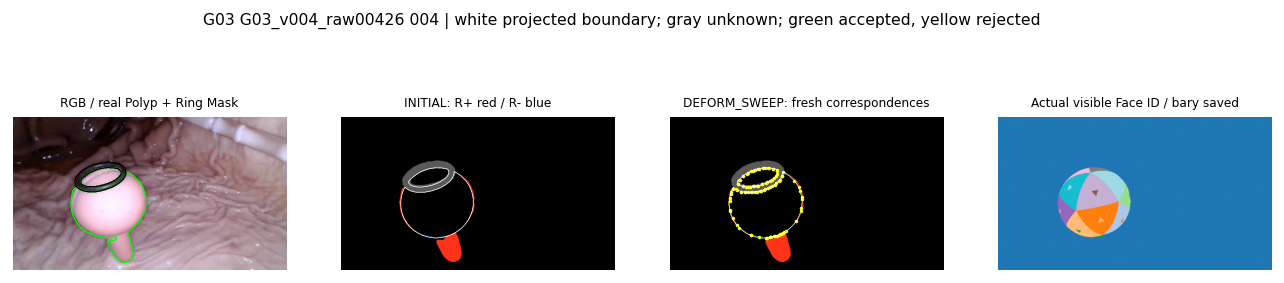 G03 G03_v004_raw00426 004 | white projected boundary; gray unknown; green accepted, yellow rejected
RGB / real Polyp + Ring Mask
INITIAL: R+ red / R- blue
DEFORM_SWEEP: fresh correspondences
Actual visible Face ID / bary saved